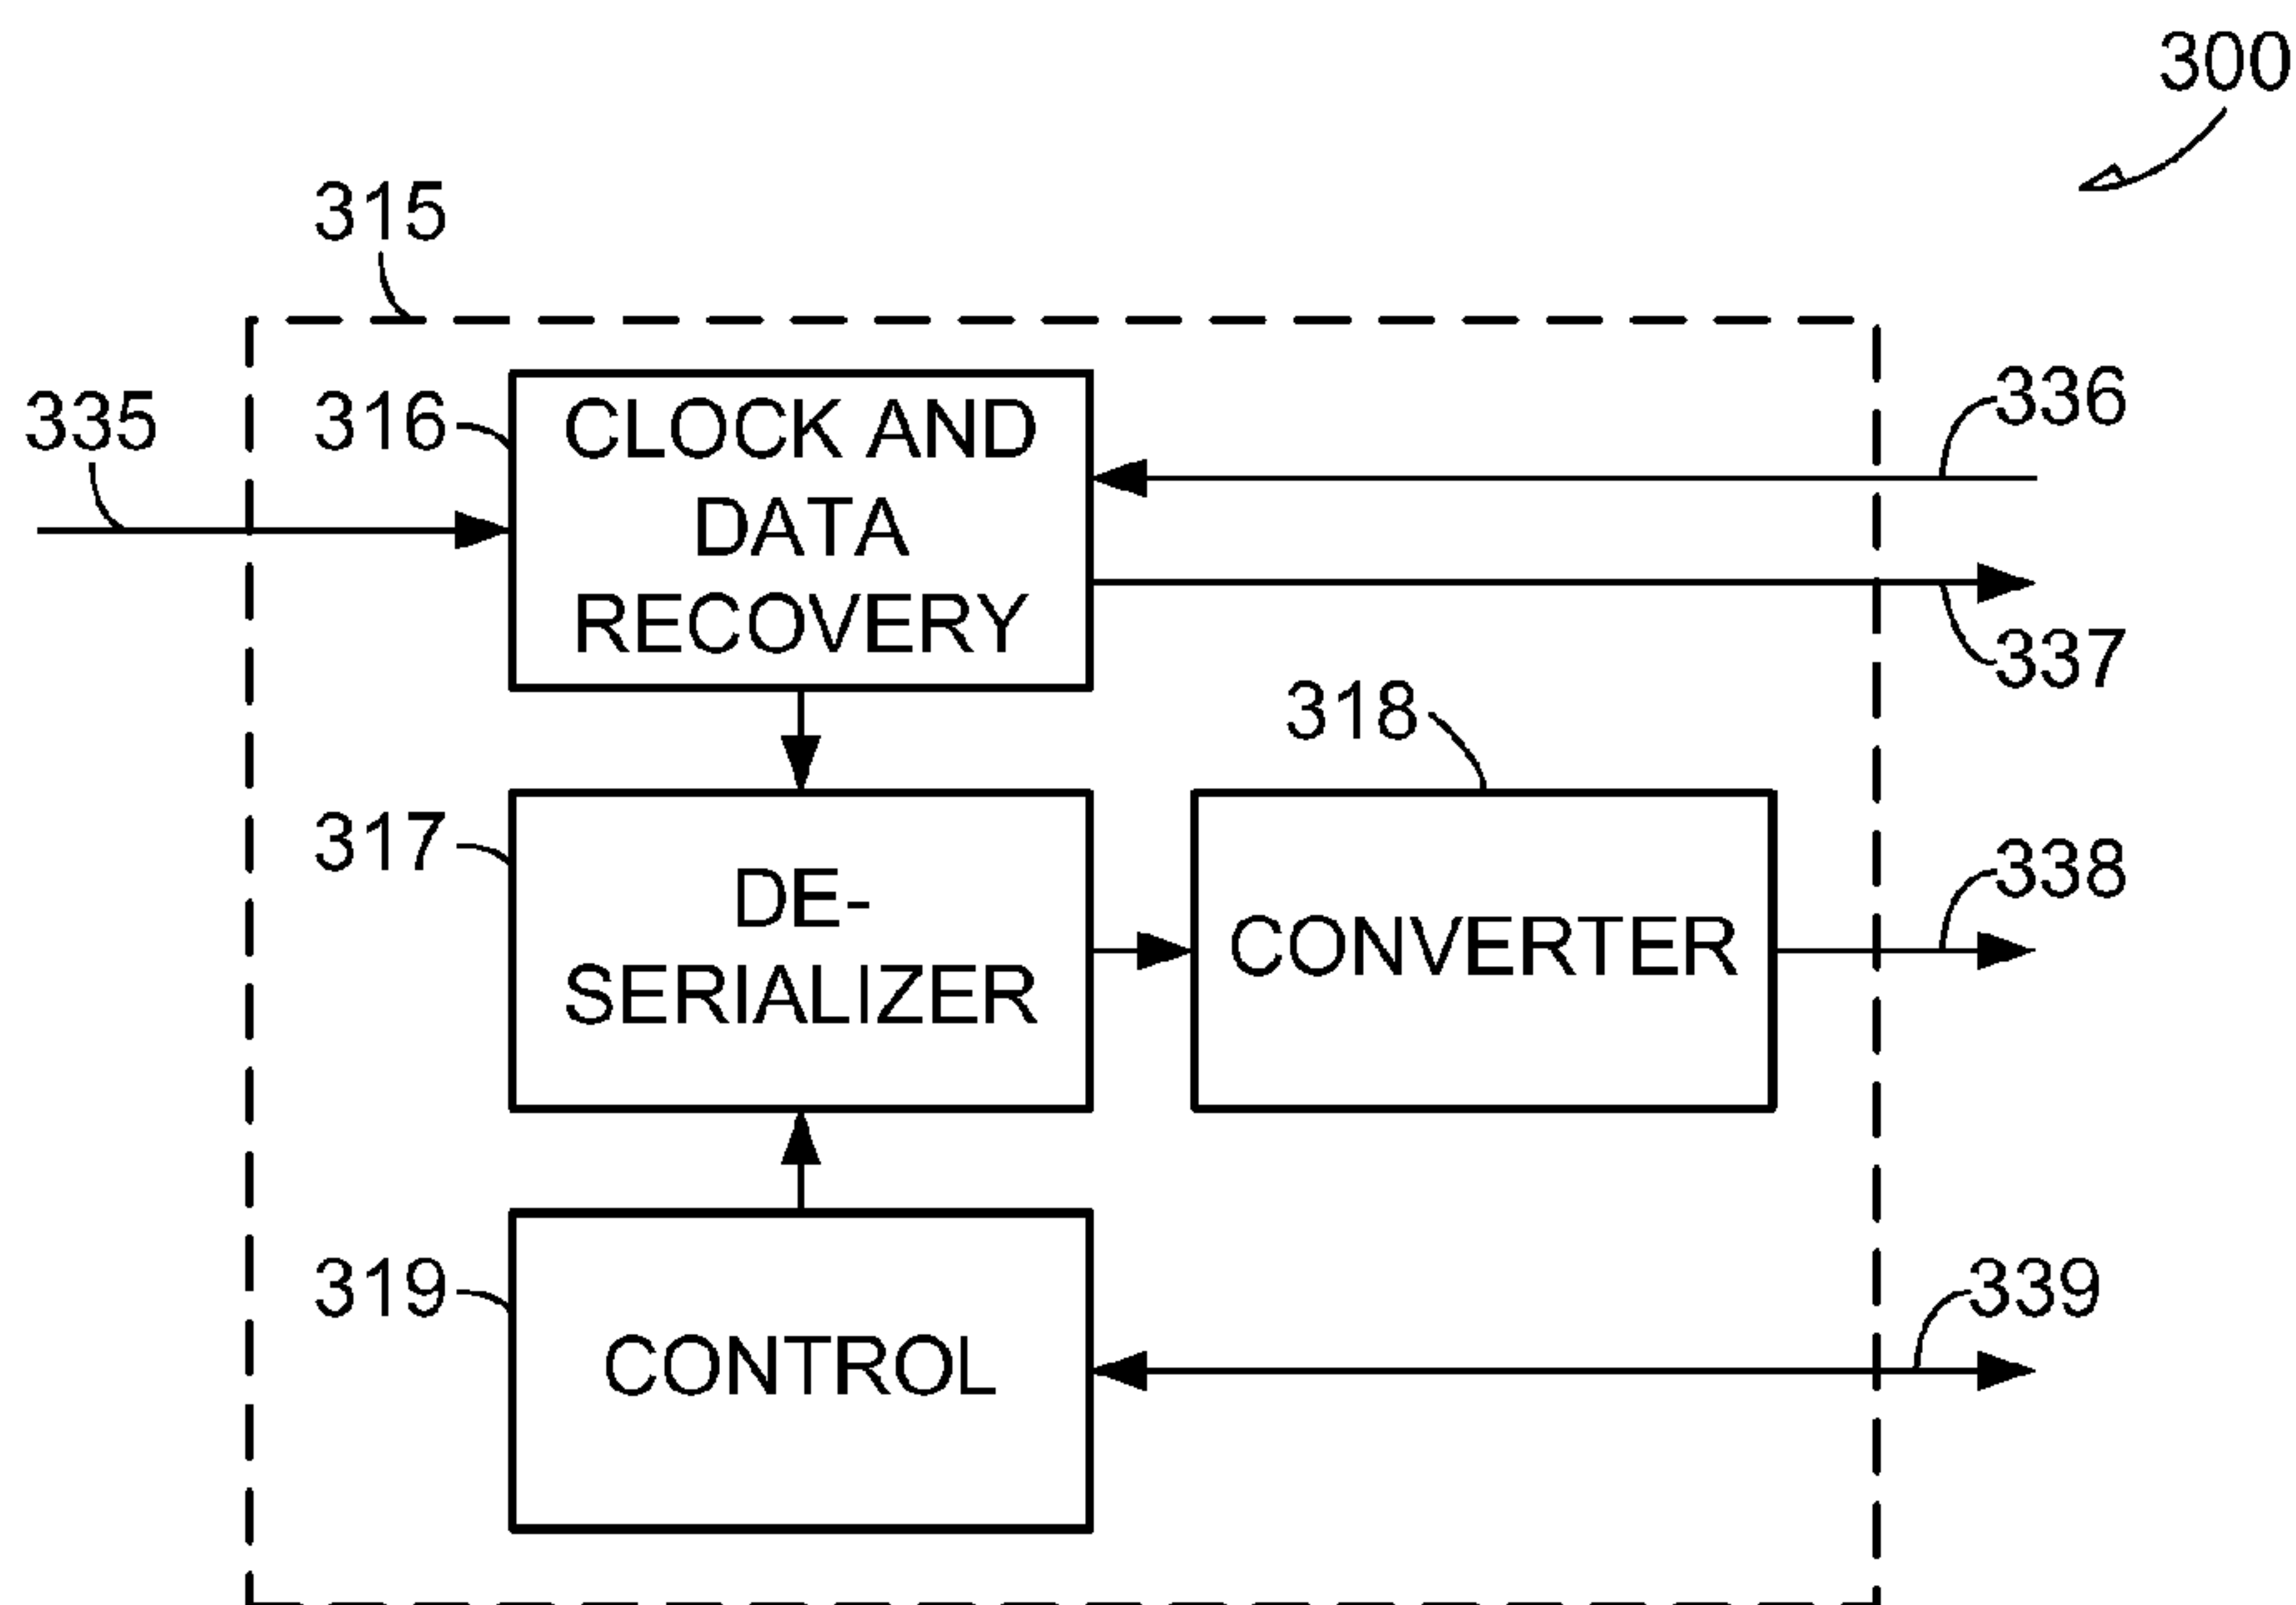 300
315
335
316
CLOCK AND
DATA
RECOVERY
336
337
318
317
DE-
SERIALIZER
CONVERTER
338
319
CONTROL
339